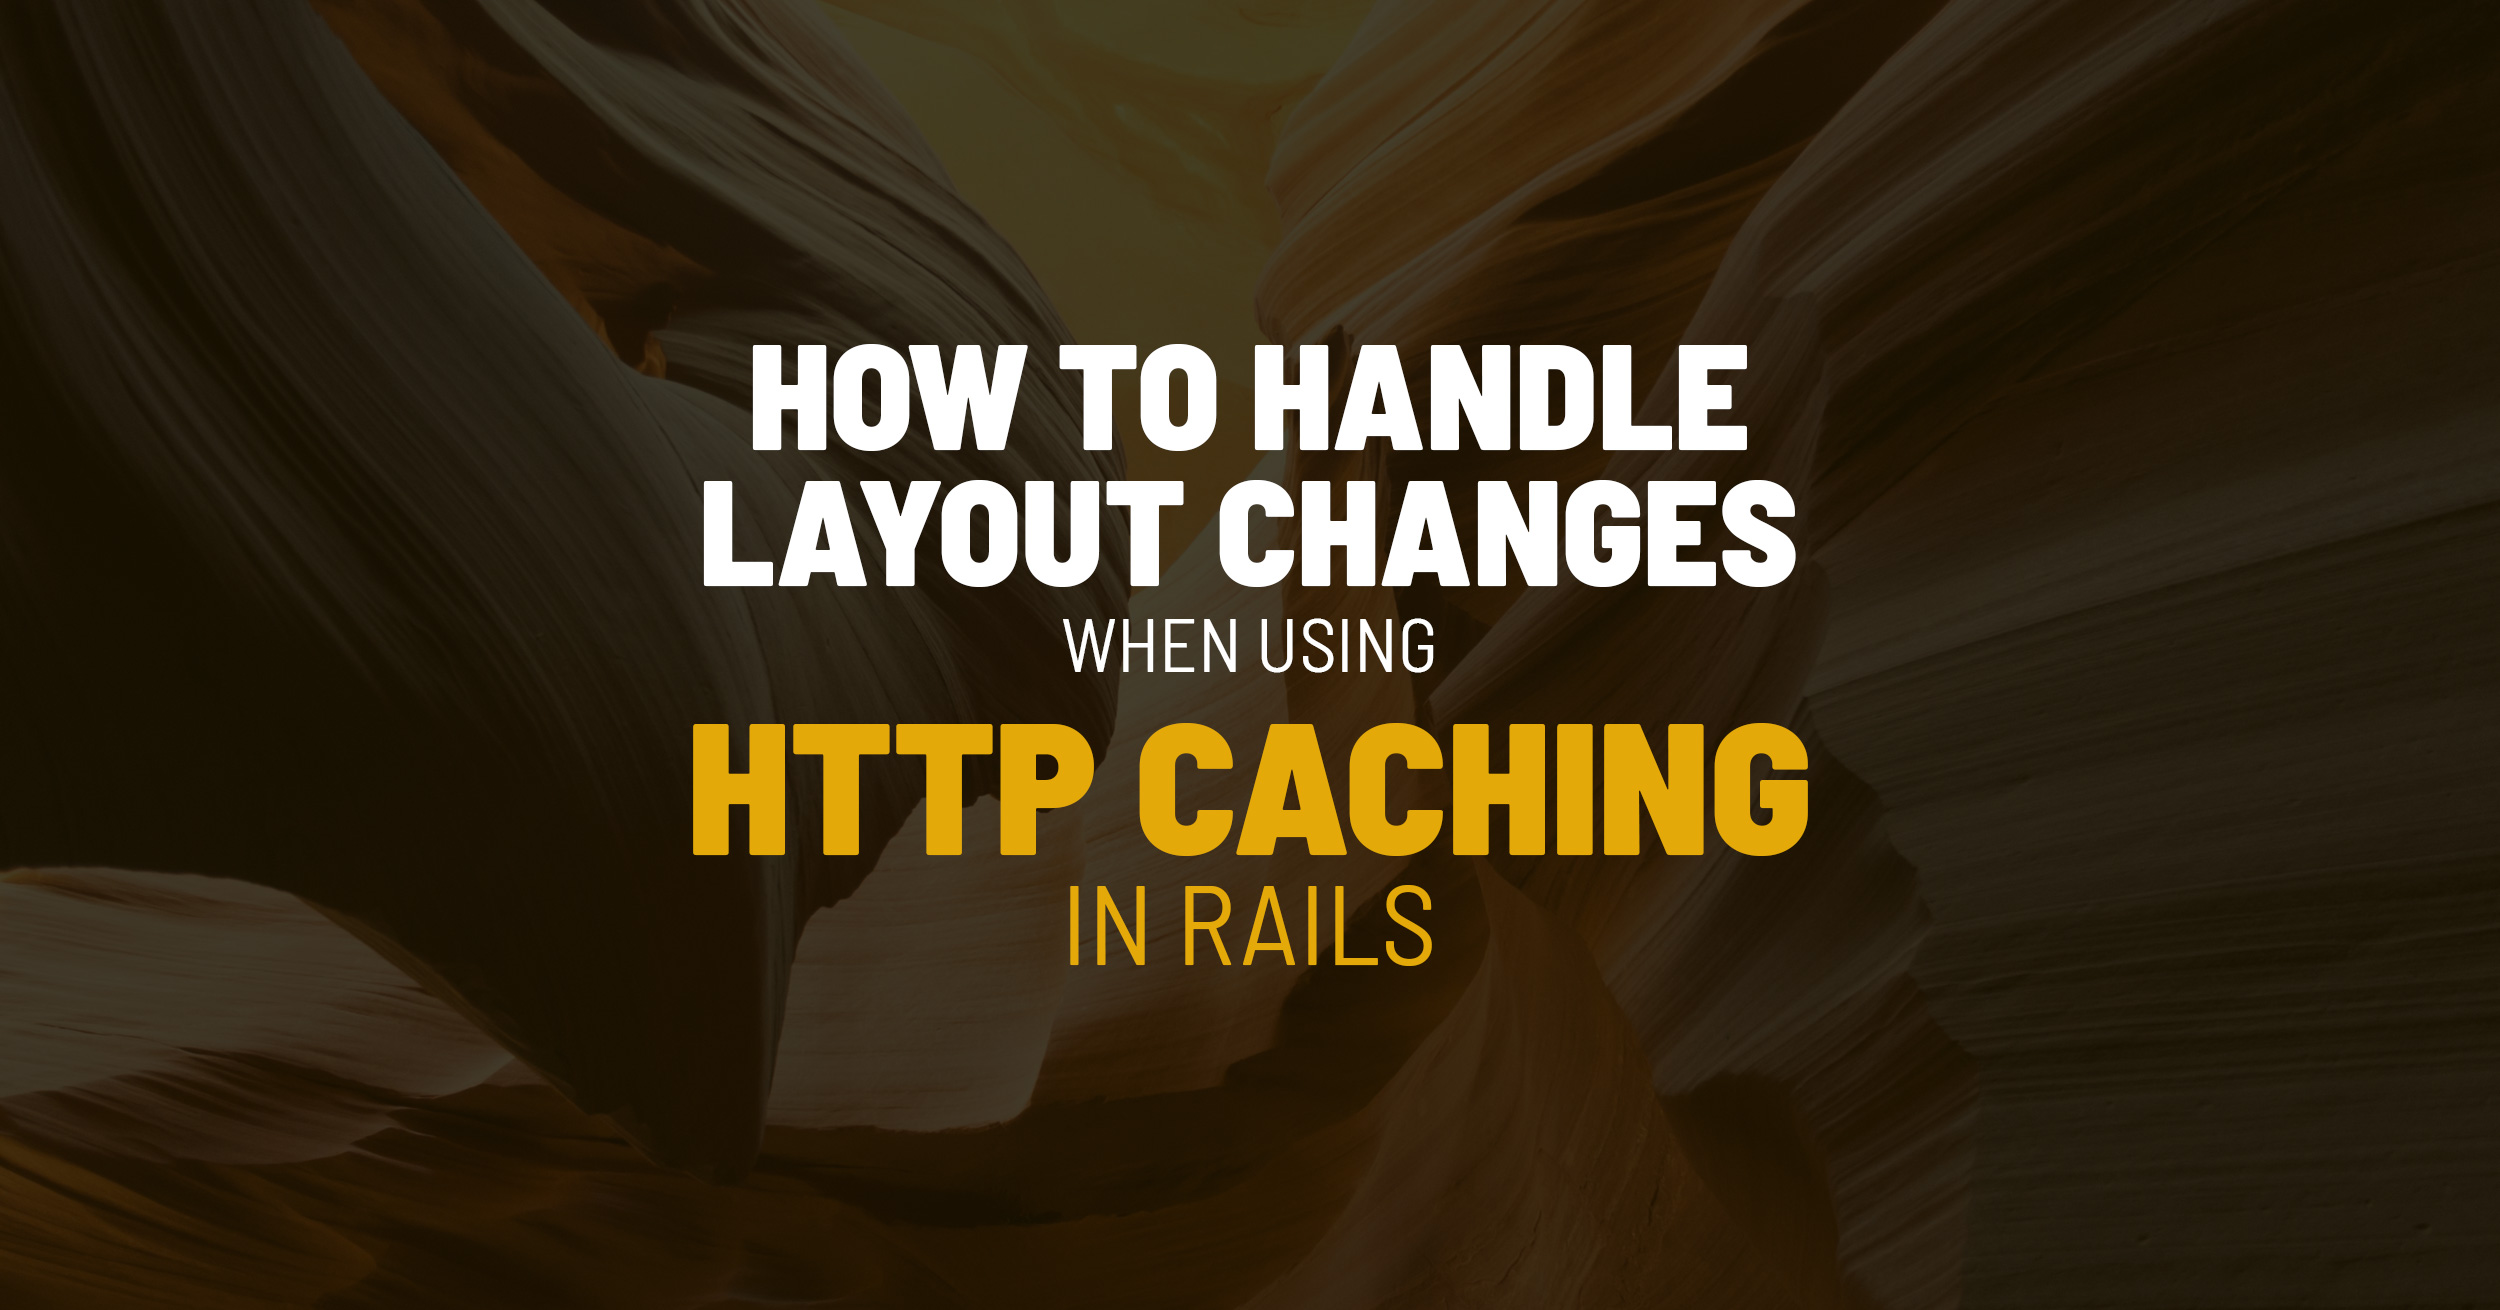 HOW TO HANDLE
LAYOUT CHANGES
WHEN USING
HTTP CACHING
IN RAILS